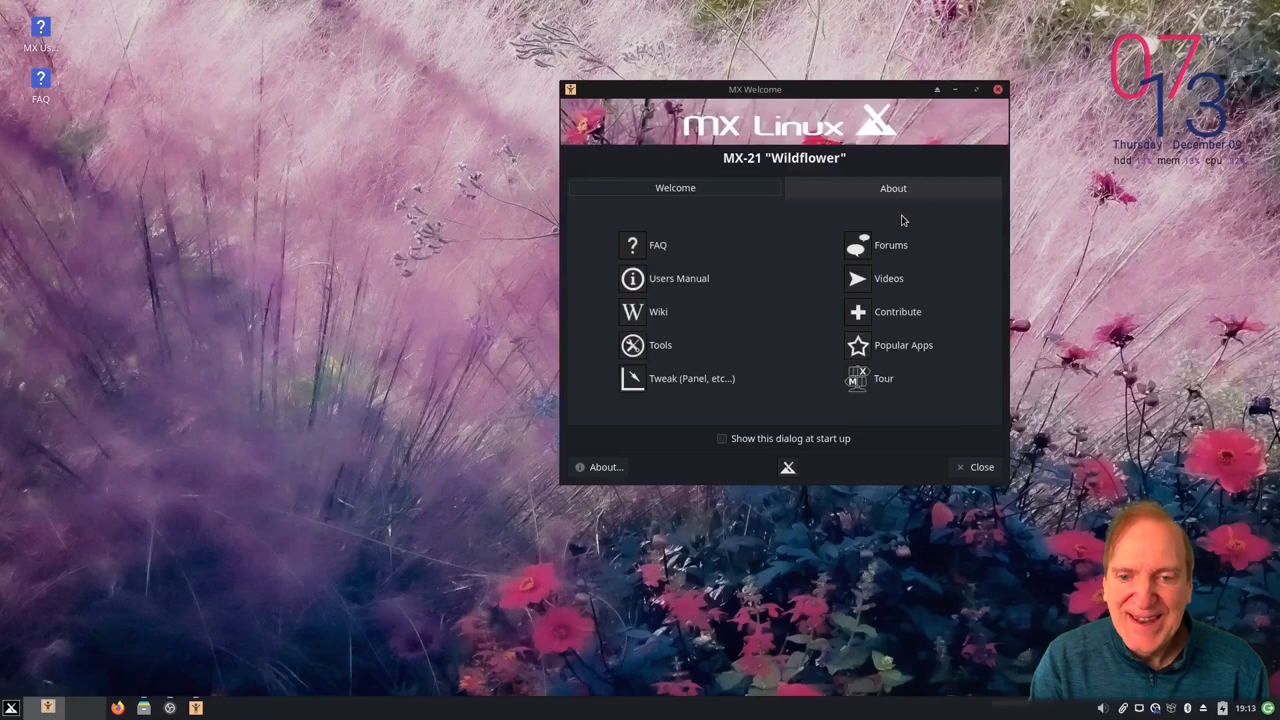 MX Us...
FAQ
MX Welcome
mx Linux
MX-21 "Wildflower"
Welcome
About
FAQ
Forums
Users Manual
Videos
Wiki
Contribute
Tools
Popular Apps
Tweak (Panel, etc...)
Tour
Show this dialog at start up
About...
Close
07
13
Thursday December 09
hdd 13% mem 13% cpu
19:13